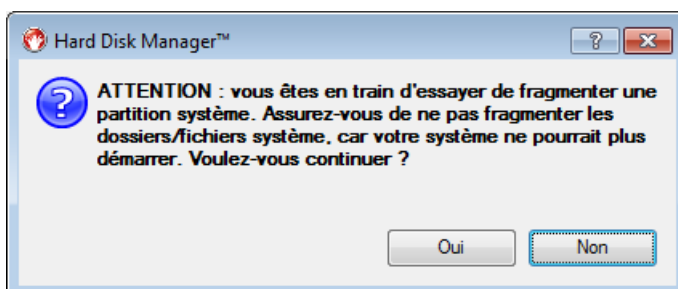 Hard Disk Manager™
ATTENTION : vous êtes en train d'essayer de fragmenter une
partition système. Assurez-vous de ne pas fragmenter les
dossiers/fichiers système, car votre système ne pourrait plus
démarrer. Voulez-vous continuer ?
Oui
Non